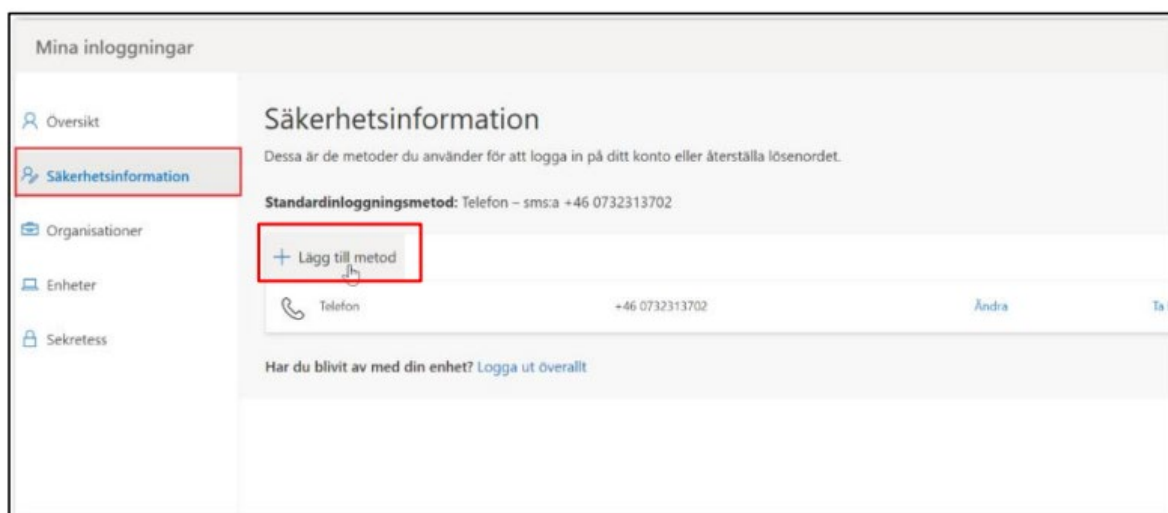 Mina inloggningar
Översikt
Säkerhetsinformation
Organisationer
Enheter
Sekretess
Säkerhetsinformation
Dessa är de metoder du använder för att logga in på ditt konto eller återställa lösenordet.
Standardinloggningsmetod: Telefon – sms:a +46 0732313702
+ Lägg till metod
Telefon +46 0732313702 Ändra Ta
Har du blivit av med din enhet? Logga ut överallt